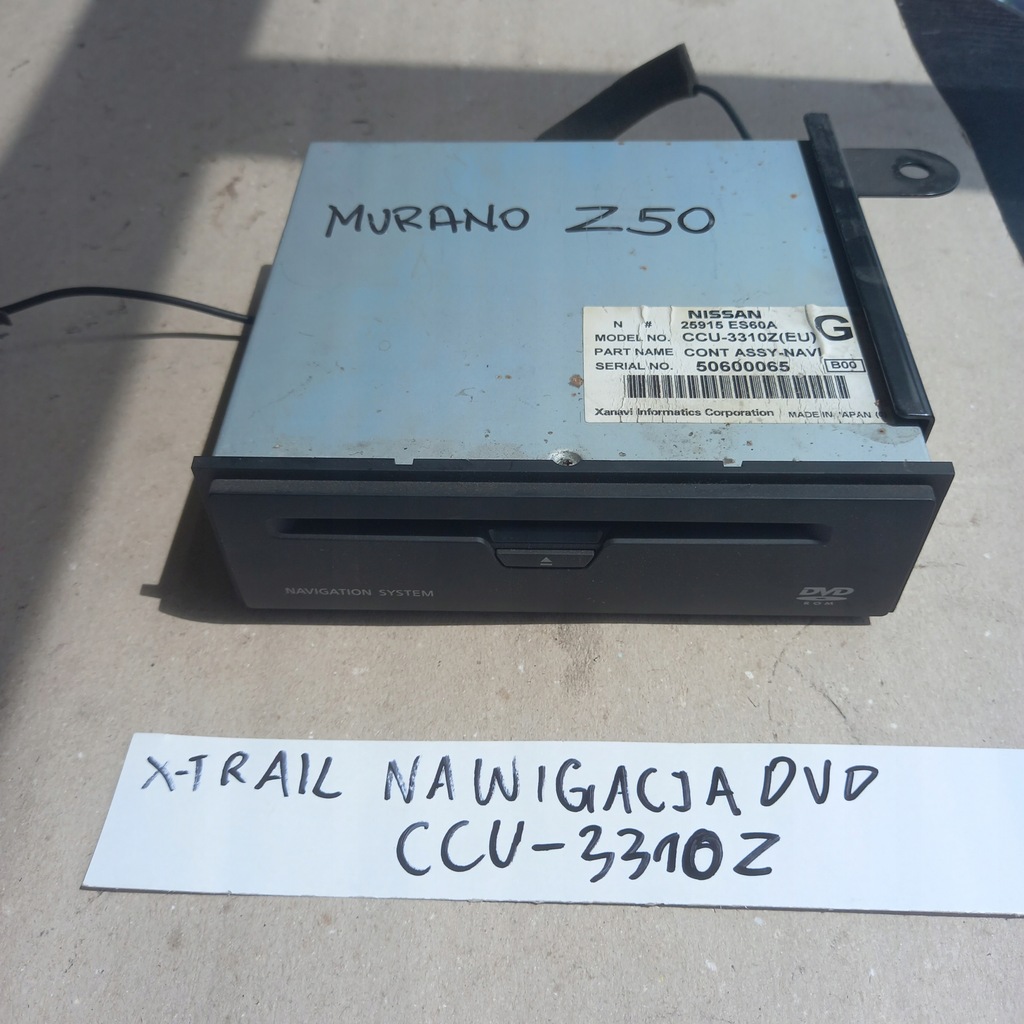 MURANO Z50
NISSAN
N # 25915 ES60A G
MODEL NO. CCU-3310Z(EU)
PART NAME CONT ASSY-NAVI
SERIAL NO. 50600065 B00
Xanavi Informatics Corporation MADE IN JAPAN
NAVIGATION SYSTEM
DVD
ROM
X-TRAIL NAWIGACJA DVD
CCU-3310Z